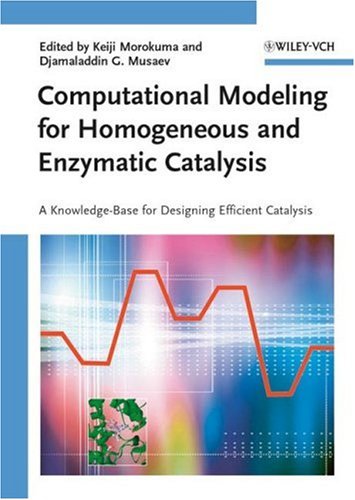 Edited by Keiji Morokuma and
Djamaladdin G. Musaev
WILEY-VCH
Computational Modeling
for Homogeneous and
Enzymatic Catalysis
A Knowledge-Base for Designing Efficient Catalysis